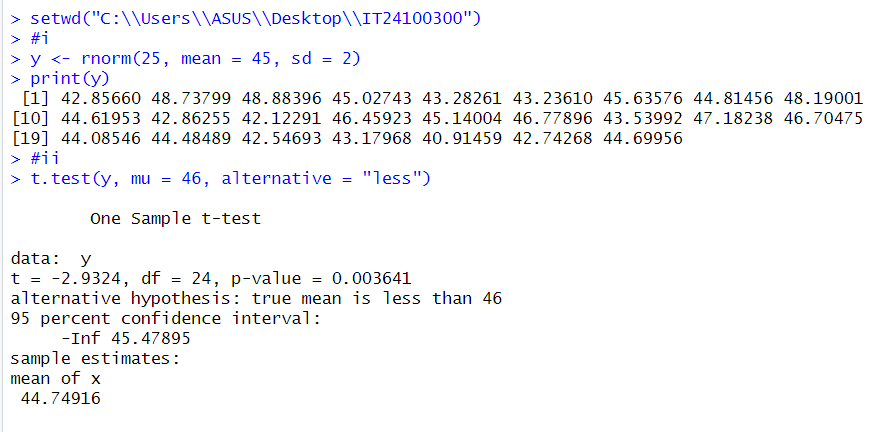 > setwd("C:\\Users\\ASUS\\Desktop\\IT24100300")
> #i
> y <- rnorm(25, mean = 45, sd = 2)
> print(y)
 [1] 42.85660 48.73799 48.88396 45.02743 43.28261 43.23610 45.63576 44.81456 48.19001
[10] 44.61953 42.86255 42.12291 46.45923 45.14004 46.77896 43.53992 47.18238 46.70475
[19] 44.08546 44.48489 42.54693 43.17968 40.91459 42.74268 44.69956
> #ii
> t.test(y, mu = 46, alternative = "less")
        One Sample t-test
data:  y
t = -2.9324, df = 24, p-value = 0.003641
alternative hypothesis: true mean is less than 46
95 percent confidence interval:
     -Inf 45.47895
sample estimates:
mean of x
 44.74916